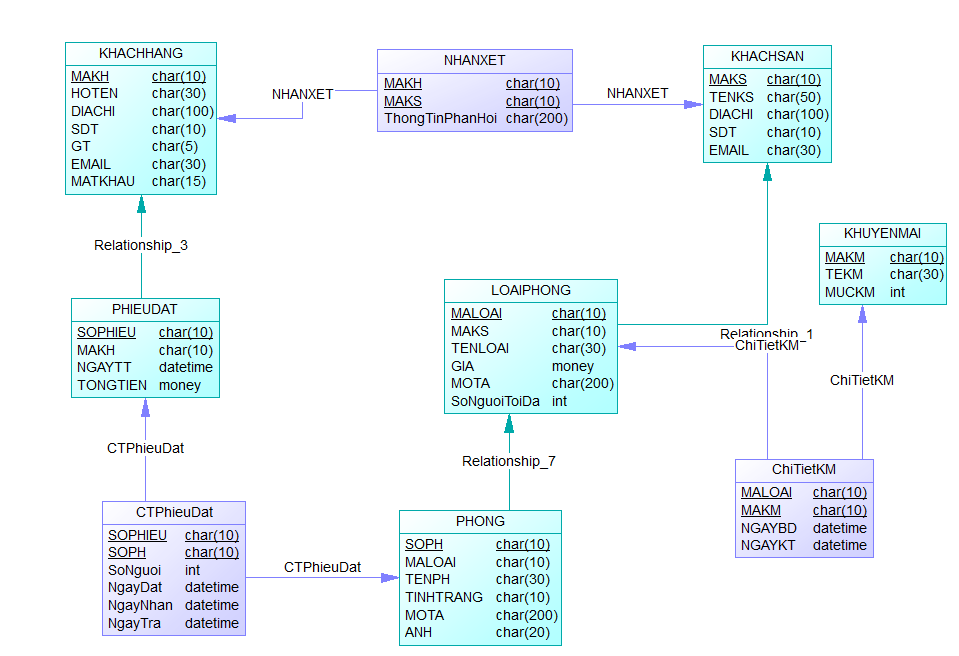 KHACHHANG
MAKH char(10)
HOTEN char(30)
DIACHI char(100)
SDT char(10)
GT char(5)
EMAIL char(30)
MATKHAU char(15)
NHANXET
NHANXET
MAKH char(10)
MAKS char(10)
ThongTinPhanHoi char(200)
NHANXET
KHACHSAN
MAKS char(10)
TENKS char(50)
DIACHI char(100)
SDT char(10)
EMAIL char(30)
Relationship_3
KHUYENMAI
MAKM char(10)
TEKM char(30)
MUCKM int
PHIEUDAT
SOPHIEU char(10)
MAKH char(10)
NGAYTT datetime
TONGTIEN money
LOAIPHONG
MALOAI char(10)
MAKS char(10)
TENLOAI char(30)
GIA money
MOTA char(200)
SoNguoiToiDa int
Relationship_1
ChiTietKM
ChiTietKM
CTPhieuDat
Relationship_7
ChiTietKM
MALOAI char(10)
MAKM char(10)
NGAYBD datetime
NGAYKT datetime
CTPhieuDat
SOPHIEU char(10)
SOPH char(10)
SoNguoi int
NgayDat datetime
NgayNhan datetime
NgayTra datetime
CTPhieuDat
PHONG
SOPH char(10)
MALOAI char(10)
TENPH char(30)
TINHTRANG char(10)
MOTA char(200)
ANH char(20)